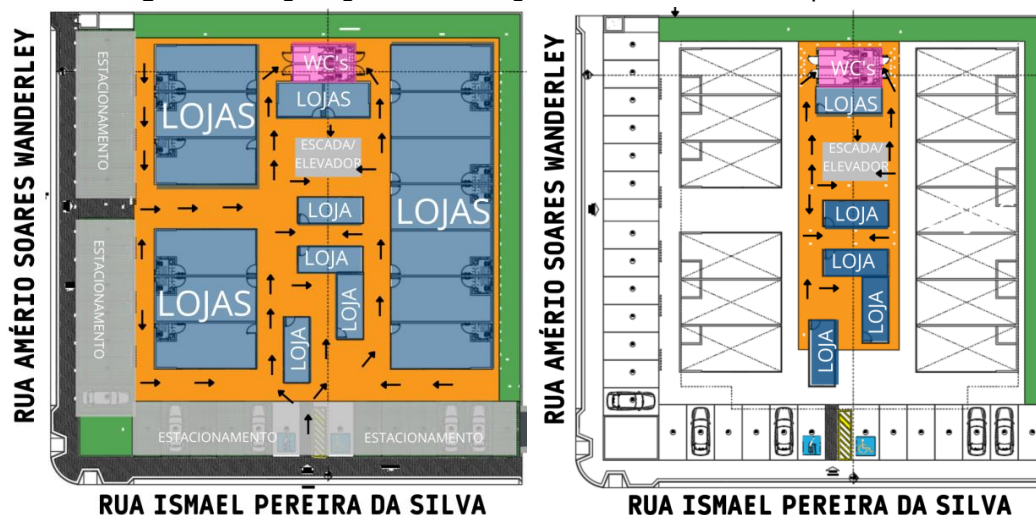 RUA AMÉRIO SOARES WANDERLEY
ESTACIONAMENTO
ESTACIONAMENTO
LOJAS
LOJAS
WC's
LOJAS
ESCADA/
ELEVADOR
LOJA
LOJA
LOJA
LOJA
LOJAS
ESTACIONAMENTO
ESTACIONAMENTO
RUA ISMAEL PEREIRA DA SILVA
RUA AMÉRIO SOARES WANDERLEY
WC's
LOJAS
ESCADA/
ELEVADOR
LOJA
LOJA
LOJA
LOJA
RUA ISMAEL PEREIRA DA SILVA